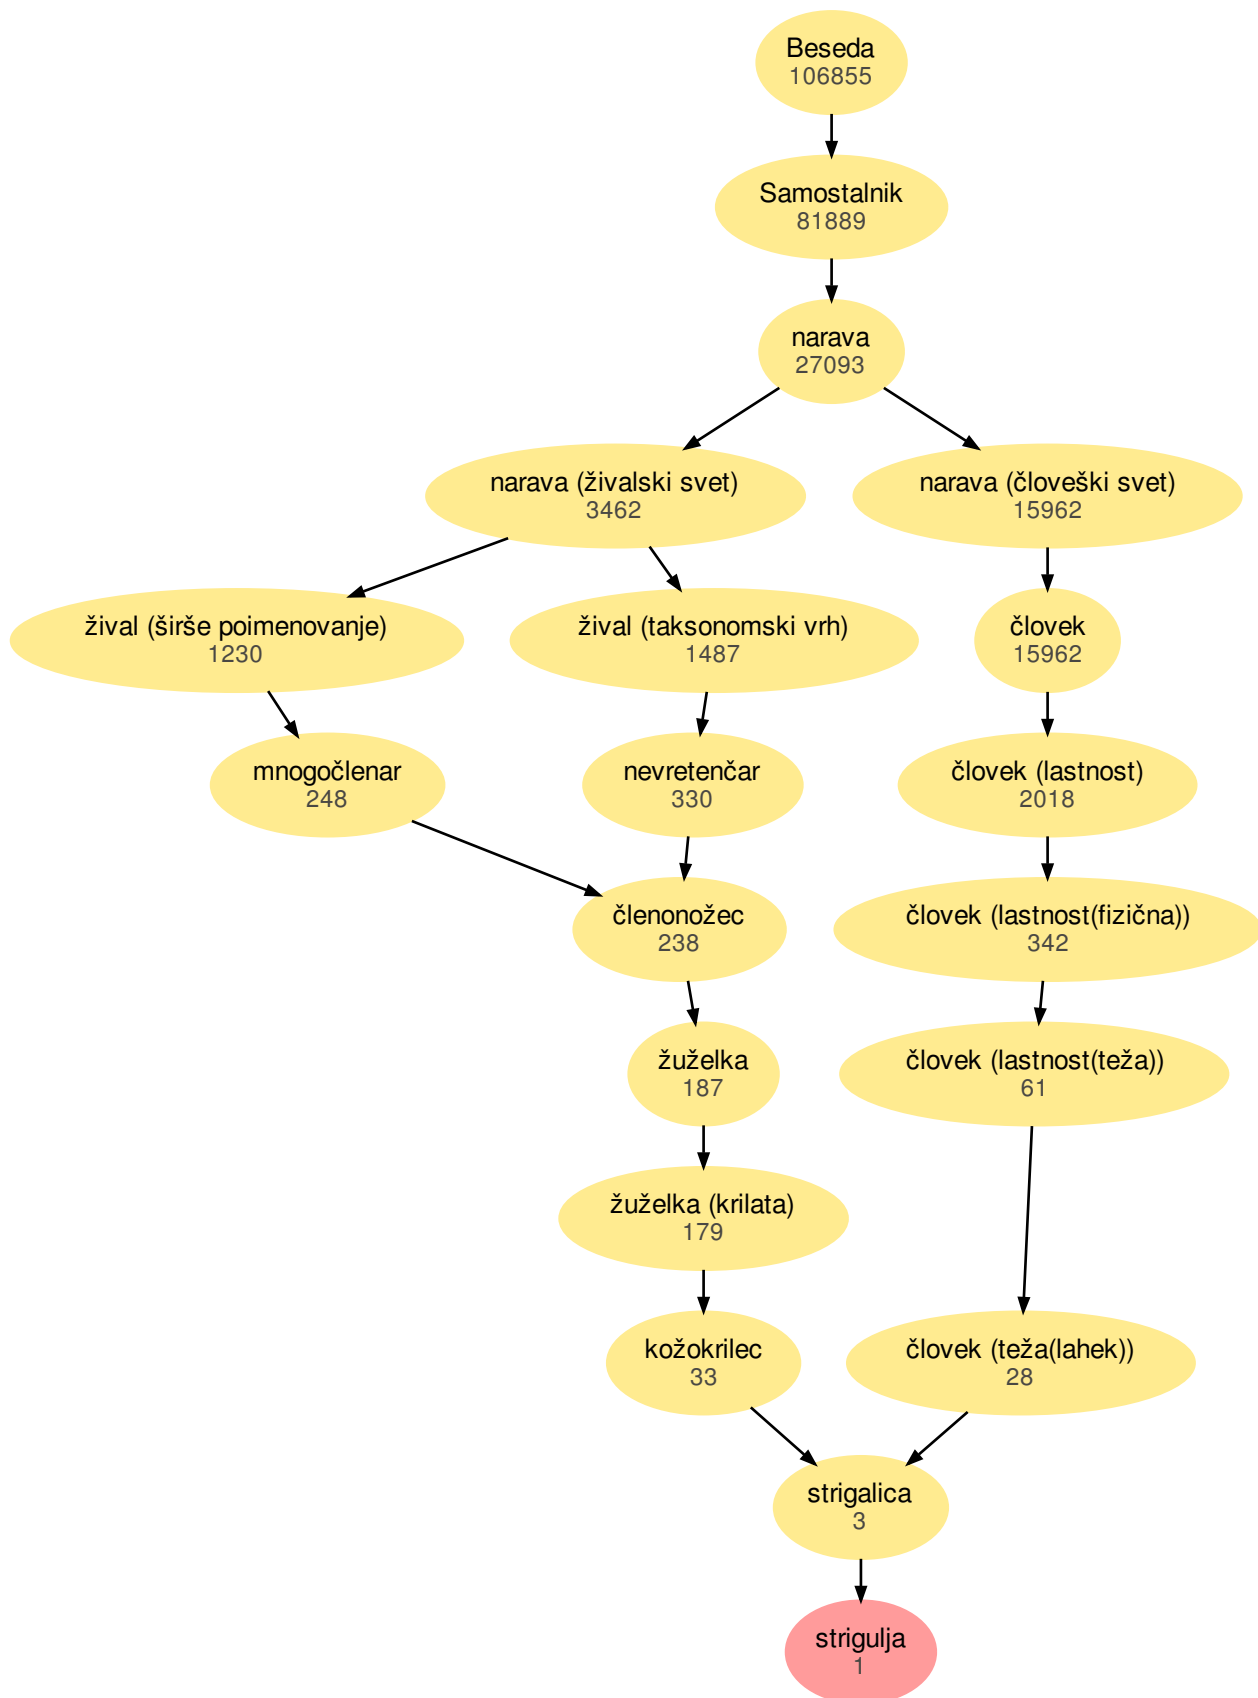 Beseda
106855
Samostalnik
81889
narava
27093
narava (živalski svet)
3462
narava (človeški svet)
15962
žival (širše poimenovanje)
1230
žival (taksonomski vrh)
1487
človek
15962
mnogočlenar
248
nevretenčar
330
človek (lastnost)
2018
členonožec
238
človek (lastnost(fizična))
342
žuželka
187
človek (lastnost(teža))
61
žuželka (krilata)
179
kožokrilec
33
človek (teža(lahek))
28
strigalica
3
strigulja
1